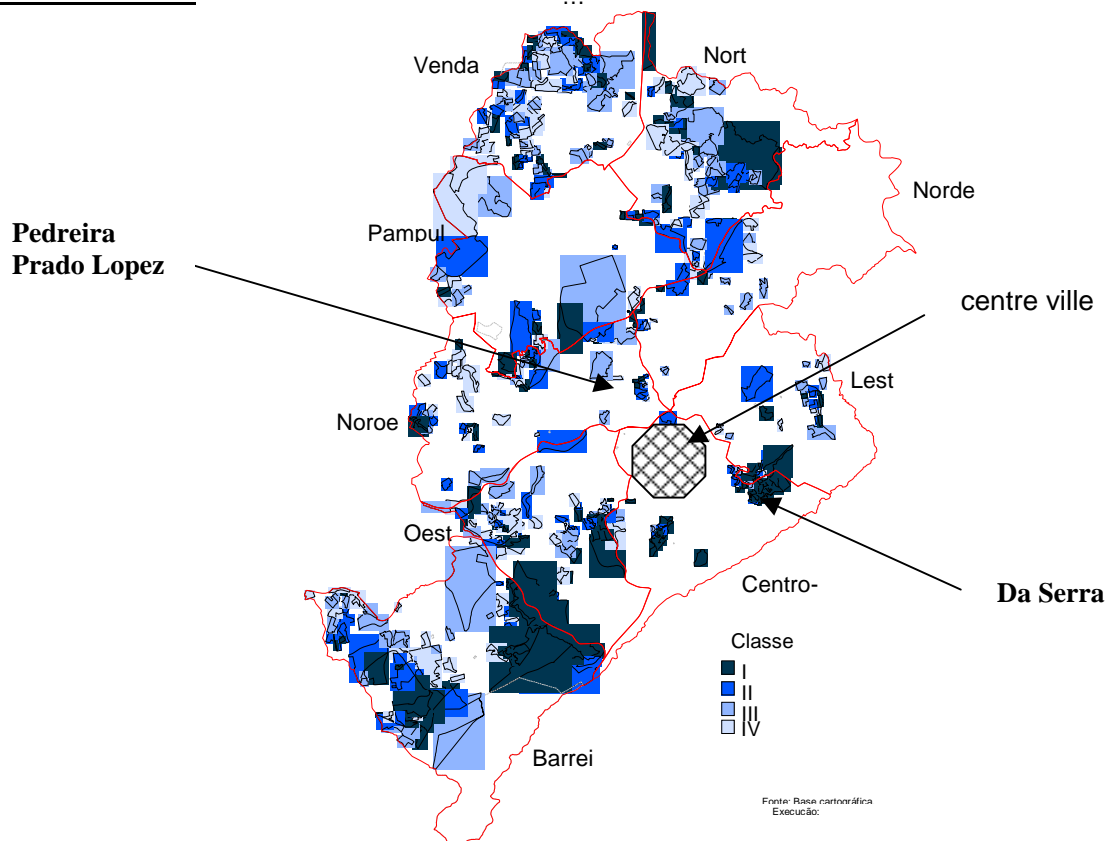 ...
Venda
Nort
Norde
Pedreira
Prado Lopez
Pampul
centre ville
Lest
Noroe
Oest
Centro-
Da Serra
Classe
I
II
III
IV
Barrei
Fonte: Base cartográfica
Execução: